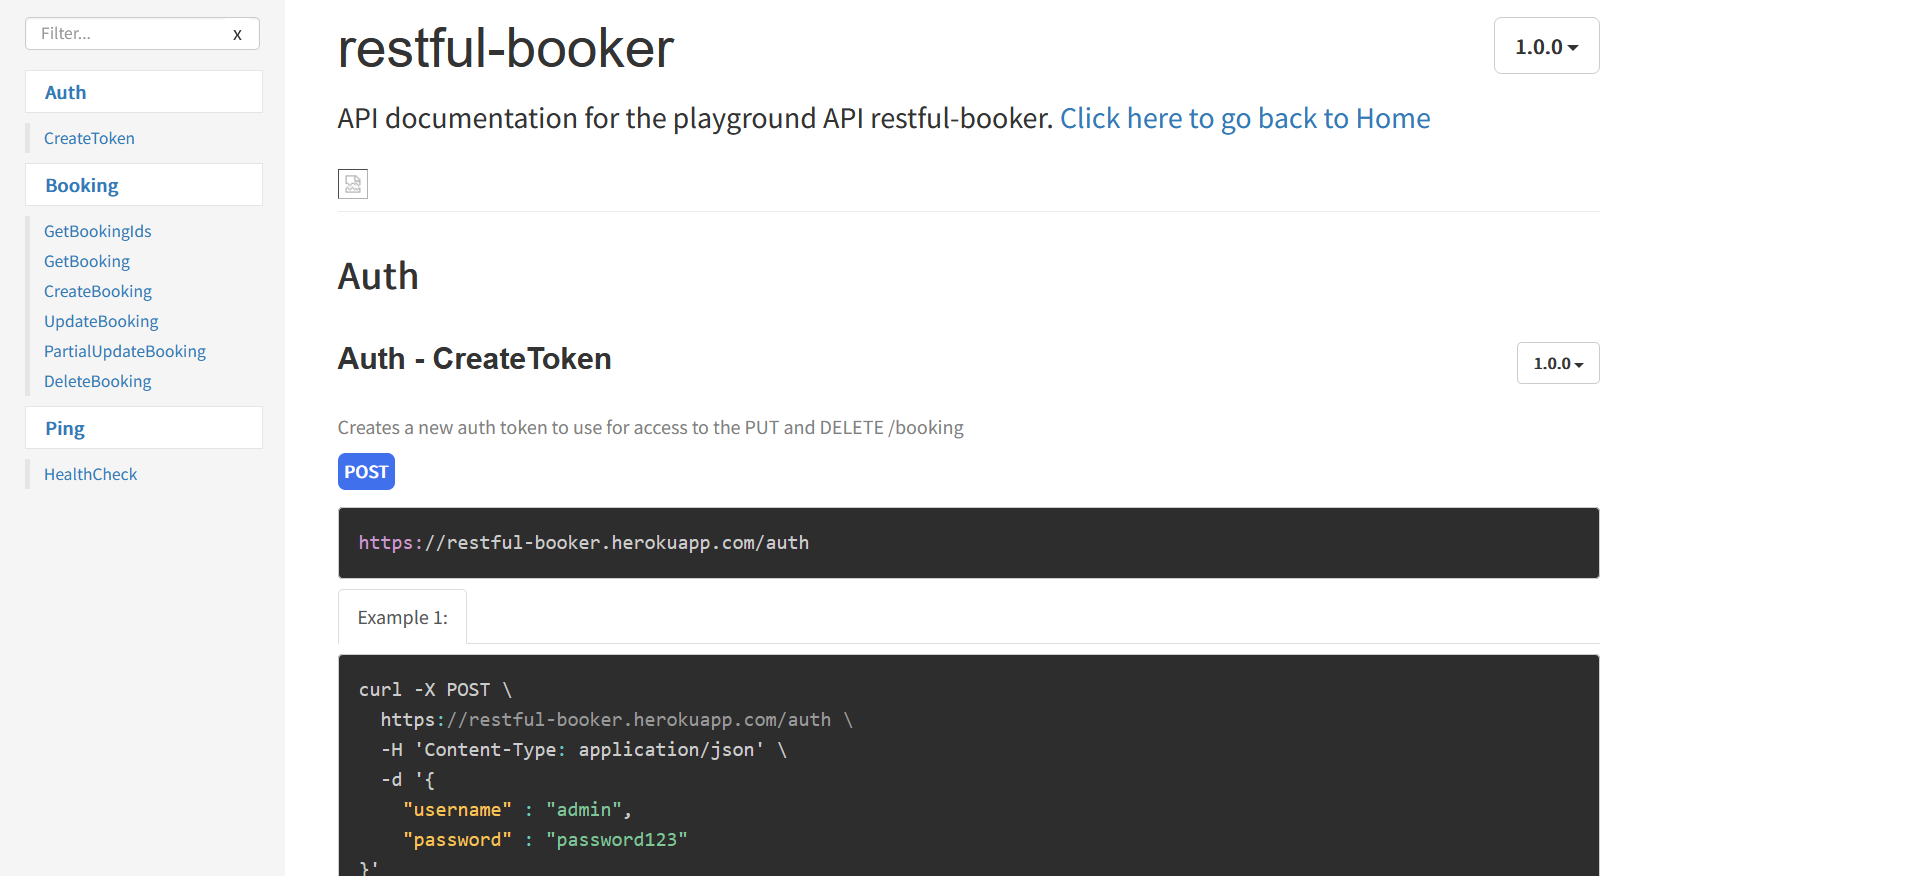 Filter...
x
Auth
CreateToken
Booking
GetBookingIds
GetBooking
CreateBooking
UpdateBooking
PartialUpdateBooking
DeleteBooking
Ping
HealthCheck
restful-booker
1.0.0
API documentation for the playground API restful-booker. Click here to go back to Home
Auth
Auth - CreateToken
1.0.0
Creates a new auth token to use for access to the PUT and DELETE /booking
POST
https://restful-booker.herokuapp.com/auth
Example 1:
curl -X POST \
  https://restful-booker.herokuapp.com/auth \
  -H 'Content-Type: application/json' \
  -d '{
    "username" : "admin",
    "password" : "password123"
}'